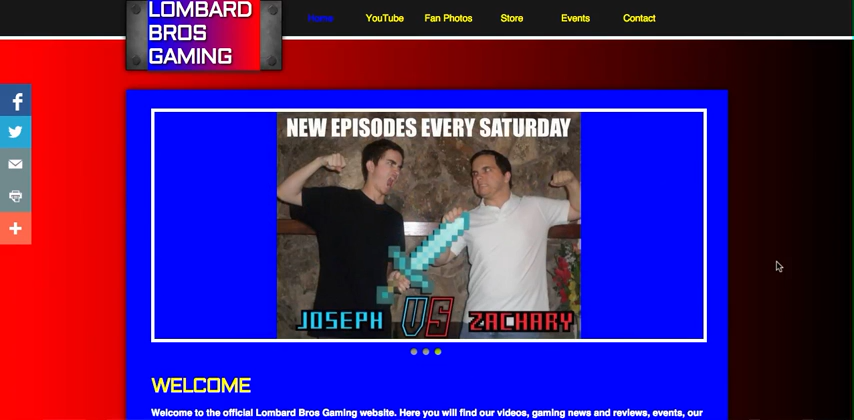 LOMBARD
BROS
GAMING
Home YouTube Fan Photos Store Events Contact
NEW EPISODES EVERY SATURDAY
JOSEPH VS ZACHARY
WELCOME
Welcome to the official Lombard Bros Gaming website. Here you will find our videos, gaming news and reviews, events, our